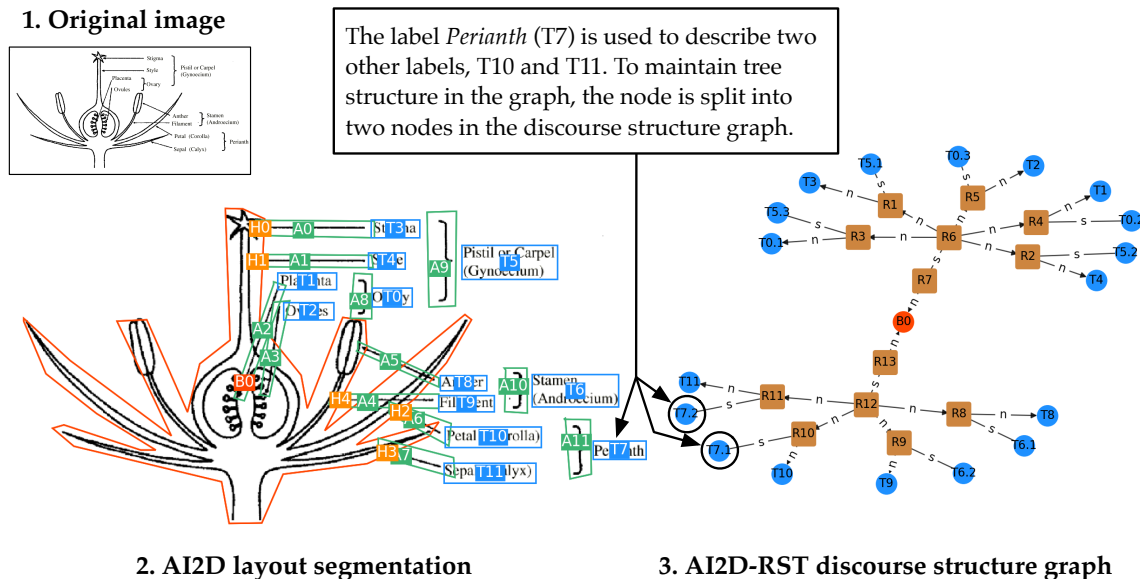 1. Original image
Stigma
Style
Pistil or Carpel
(Gynoecium)
Placenta
Ovules
Ovary
Anther
Filament
Stamen
(Androecium)
Petal (Corolla)
Sepal (Calyx)
Perianth
The label Perianth (T7) is used to describe two
other labels, T10 and T11. To maintain tree
structure in the graph, the node is split into
two nodes in the discourse structure graph.
H0 A0 T3
H1 A1 T4
A9
Pistil or Carpel
(Gynoecium)
T5
T1
A8 T0
T2
A2
A3
B0
A5
T8
A10
Stamen
(Androecium)
T6
H4 A4 T9
H2 A6
T10
A11
T7
H3 A7
T11
2. AI2D layout segmentation
T5.1 T0.3 T2
T3 s s n T1
n R1 R5 n
T5.3 s n n R4 s T0.2
T0.1 n R3 n R6 n
n R2 s T5.2
s n T4
R7
n
B0
n
R13
s
T11 n R11 n R12 n R8 n T8
T7.2 s n n s T6.1
T7.1 s R10 R9
n n s
T10 T9 T6.2
3. AI2D-RST discourse structure graph